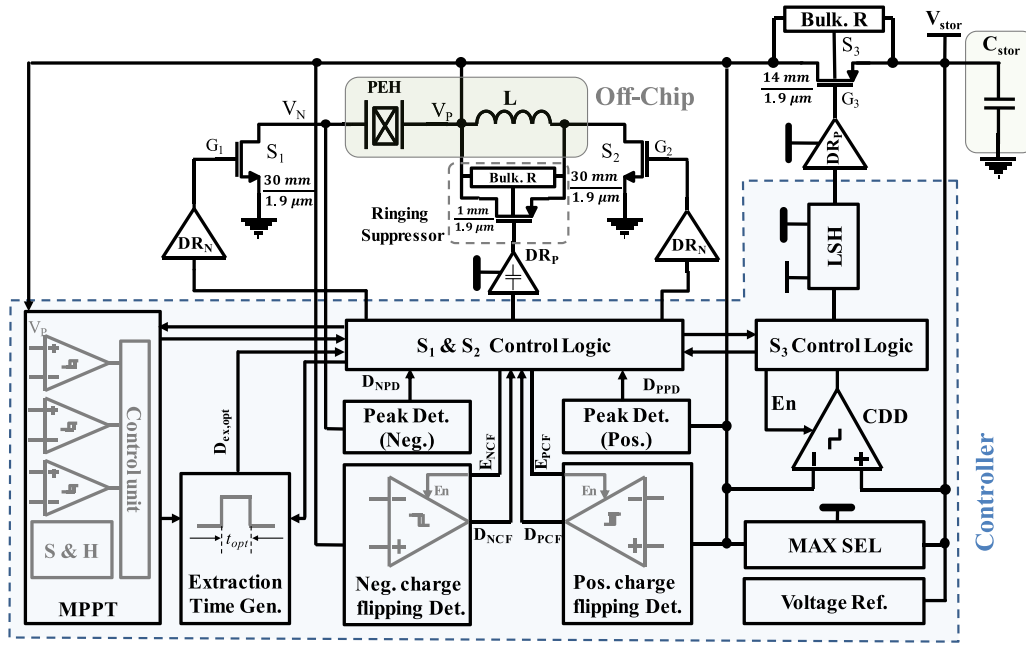 Bulk. R
V_stor
S_3
C_stor
14 mm
1.9 μm
G_3
PEH
L
Off-Chip
V_N
V_P
G_1
S_1
30 mm
1.9 μm
S_2
G_2
30 mm
1.9 μm
Bulk. R
1 mm
1.9 μm
Ringing
Suppressor
DR_P
DR_N
DR_P
DR_N
LSH
V_P
Control unit
S & H
MPPT
S_1 & S_2 Control Logic
S_3 Control Logic
D_NPD
D_PPD
Peak Det.
(Neg.)
Peak Det.
(Pos.)
En
CDD
D_ex,opt
E_NCF
E_PCF
En
En
D_NCF
D_PCF
t_opt
Extraction
Time Gen.
Neg. charge
flipping Det.
Pos. charge
flipping Det.
MAX SEL
Voltage Ref.
Controller